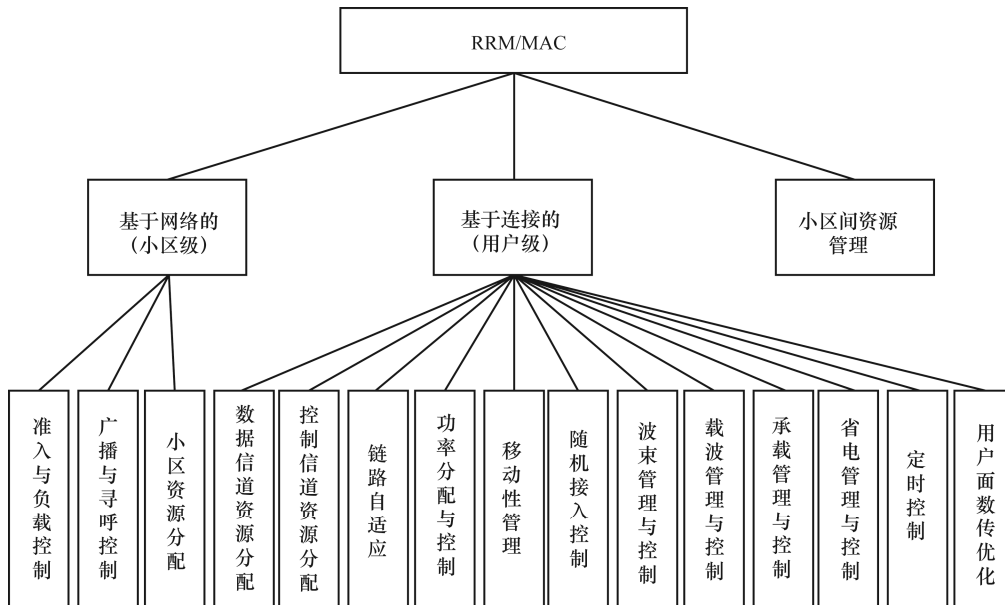 RRM/MAC
基于网络的
（小区级）
基于连接的
（用户级）
小区间资源
管理
准入与负载控制
广播与寻呼控制
小区资源分配
数据信道资源分配
控制信道资源分配
链路自适应
功率分配与控制
移动性管理
随机接入控制
波束管理与控制
载波管理与控制
承载管理与控制
省电管理与控制
定时控制
用户面数传优化